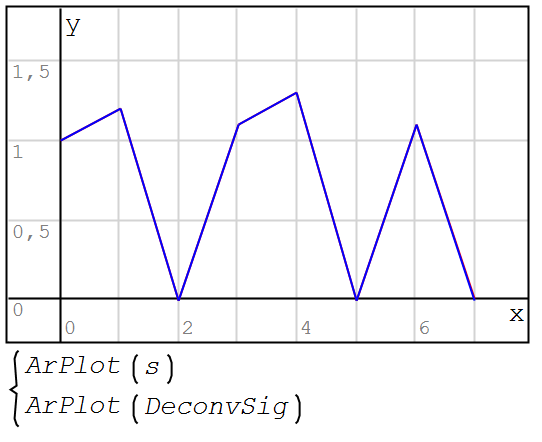 y
1,5
1
0,5
0
x
0 2 4 6
ArPlot(s)
ArPlot(DeconvSig)